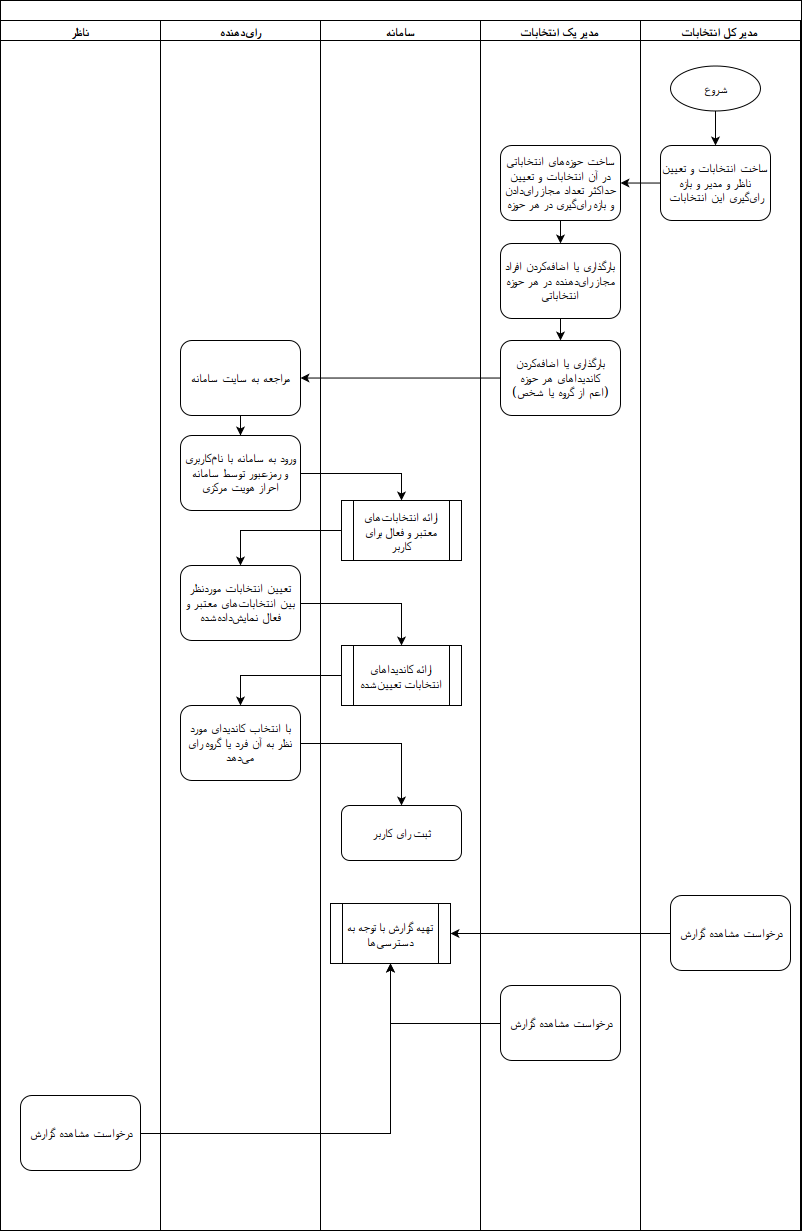 مدیر کل انتخابات
مدیر یک انتخابات
سامانه
رای‌دهنده
ناظر
شروع
ساخت انتخابات و تعیین
ناظر و مدیر و بازه
رای‌گیری این انتخابات
ساخت حوزه‌های انتخاباتی
در آن انتخابات و تعیین
حداکثر تعداد مجاز رای‌دادن
و بازه رای‌گیری در هر حوزه
بارگذاری یا اضافه‌کردن افراد
مجاز رای‌دهنده در هر حوزه
انتخاباتی
بارگذاری یا اضافه‌کردن
کاندیداهای هر حوزه
(اعم از گروه یا شخص)
مراجعه به سایت سامانه
ورود به سامانه با نام‌کاربری
و رمزعبور توسط سامانه
احراز هویت مرکزی
ارائه انتخابات‌های
معتبر و فعال برای
کاربر
تعیین انتخابات موردنظر
بین انتخابات‌های معتبر و
فعال نمایش‌داده‌شده
ارائه کاندیداهای
انتخابات تعیین‌شده
با انتخاب کاندیدای مورد
نظر به آن فرد یا گروه رای
می‌دهد
ثبت رای کاربر
درخواست مشاهده گزارش
تهیه گزارش با توجه به
دسترسی‌ها
درخواست مشاهده گزارش
درخواست مشاهده گزارش